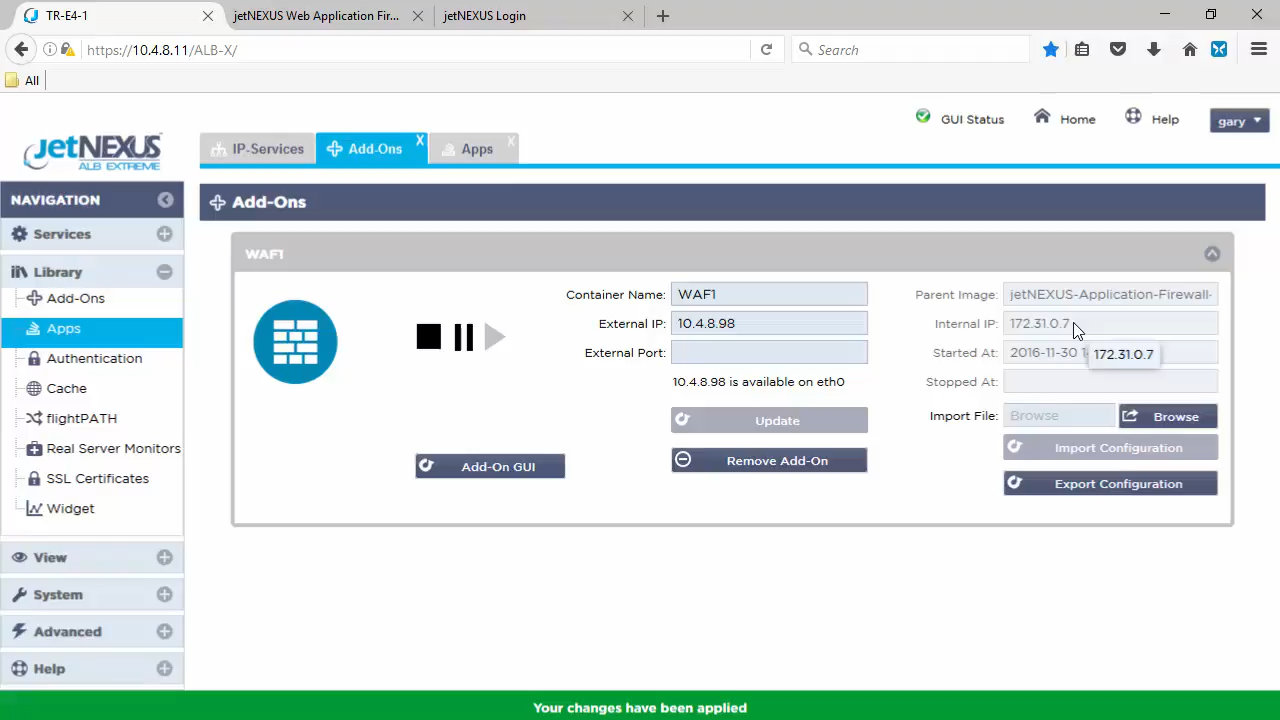 TR-E4-1
jetNEXUS Web Application Fir...
jetNEXUS Login
https://10.4.8.11/ALB-X/
Search
All
GUI Status
Home
Help
gary
jetNEXUS
ALB EXTREME
IP-Services
Add-Ons
X
Apps
X
NAVIGATION
Services
Library
Add-Ons
Apps
Authentication
Cache
flightPATH
Real Server Monitors
SSL Certificates
Widget
View
System
Advanced
Help
Add-Ons
WAF1
Container Name: WAF1
External IP: 10.4.8.98
External Port:
10.4.8.98 is available on eth0
Update
Remove Add-On
Add-On GUI
Parent Image: jetNEXUS-Application-Firewall-
Internal IP: 172.31.0.7
Started At: 2016-11-30
172.31.0.7
Stopped At:
Import File: Browse Browse
Import Configuration
Export Configuration
Your changes have been applied